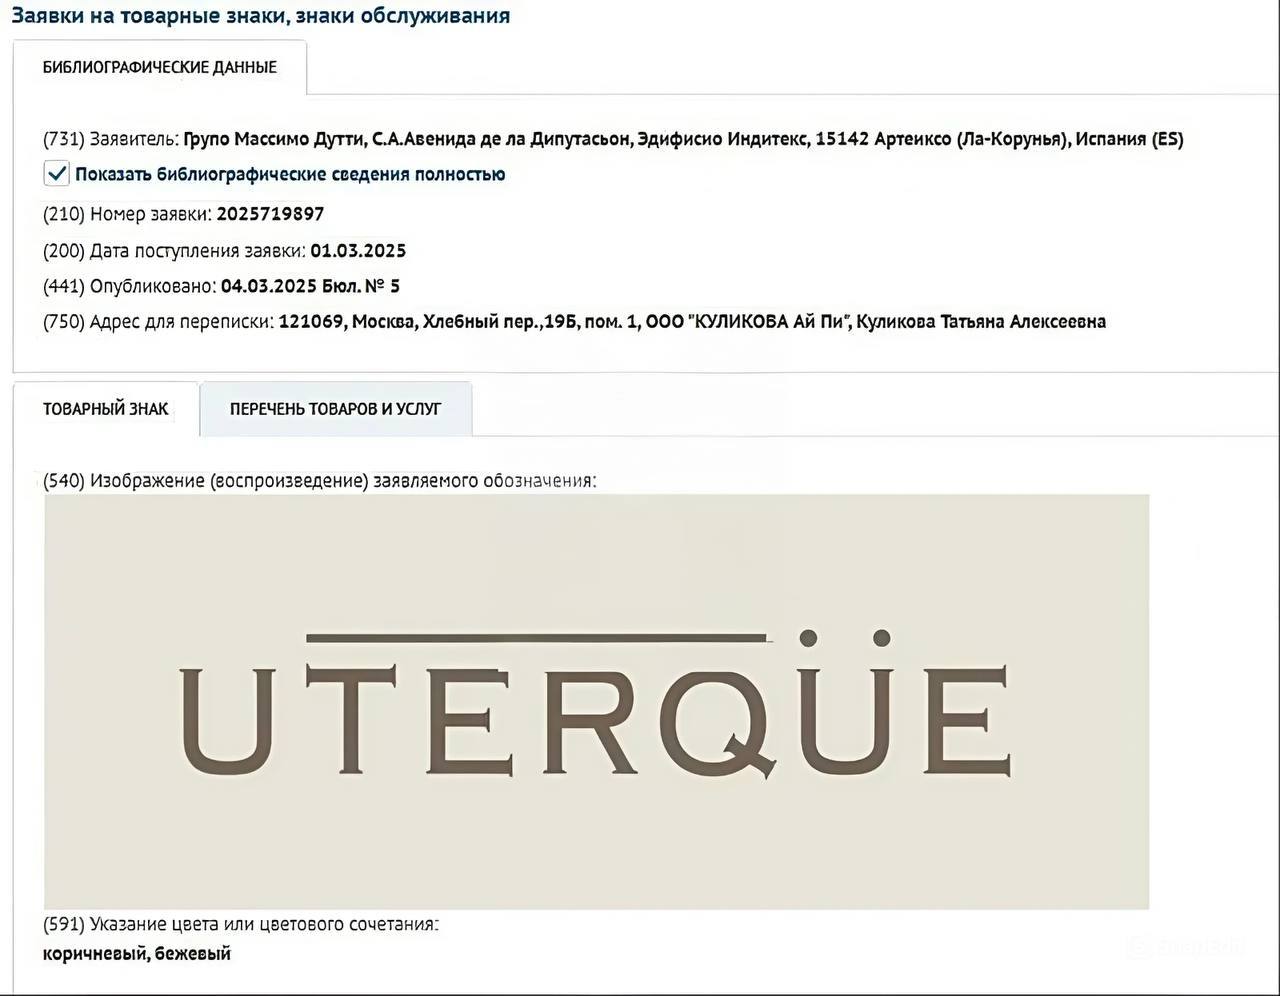 Заявки на товарные знаки, знаки обслуживания
БИБЛИОГРАФИЧЕСКИЕ ДАННЫЕ
(731) Заявитель: Групо Массимо Дутти, С.А.Авенида де ла Дипутасьон, Эдифисио Индитекс, 15142 Артеиксо (Ла-Корунья), Испания (ES)
Показать библиографические сведения полностью
(210) Номер заявки: 2025719897
(200) Дата поступления заявки: 01.03.2025
(441) Опубликовано: 04.03.2025 Бюл. № 5
(750) Адрес для переписки: 121069, Москва, Хлебный пер.,19Б, пом. 1, ООО "КУЛИКОВА Ай Пи", Куликова Татьяна Алексеевна
ТОВАРНЫЙ ЗНАК ПЕРЕЧЕНЬ ТОВАРОВ И УСЛУГ
(540) Изображение (воспроизведение) заявляемого обозначения:
UTERQÜE
(591) Указание цвета или цветового сочетания:
коричневый, бежевый